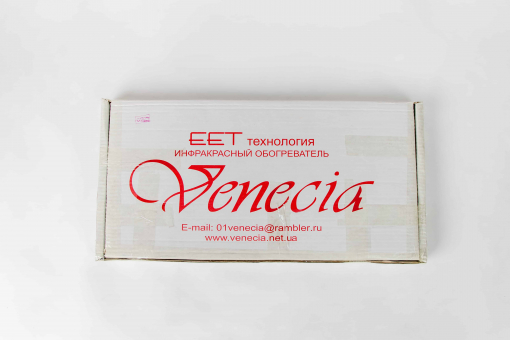 EET технология
ИНФРАКРАСНЫЙ ОБОГРЕВАТЕЛЬ
Venecia
E-mail: 01venecia@rambler.ru
www.venecia.net.ua